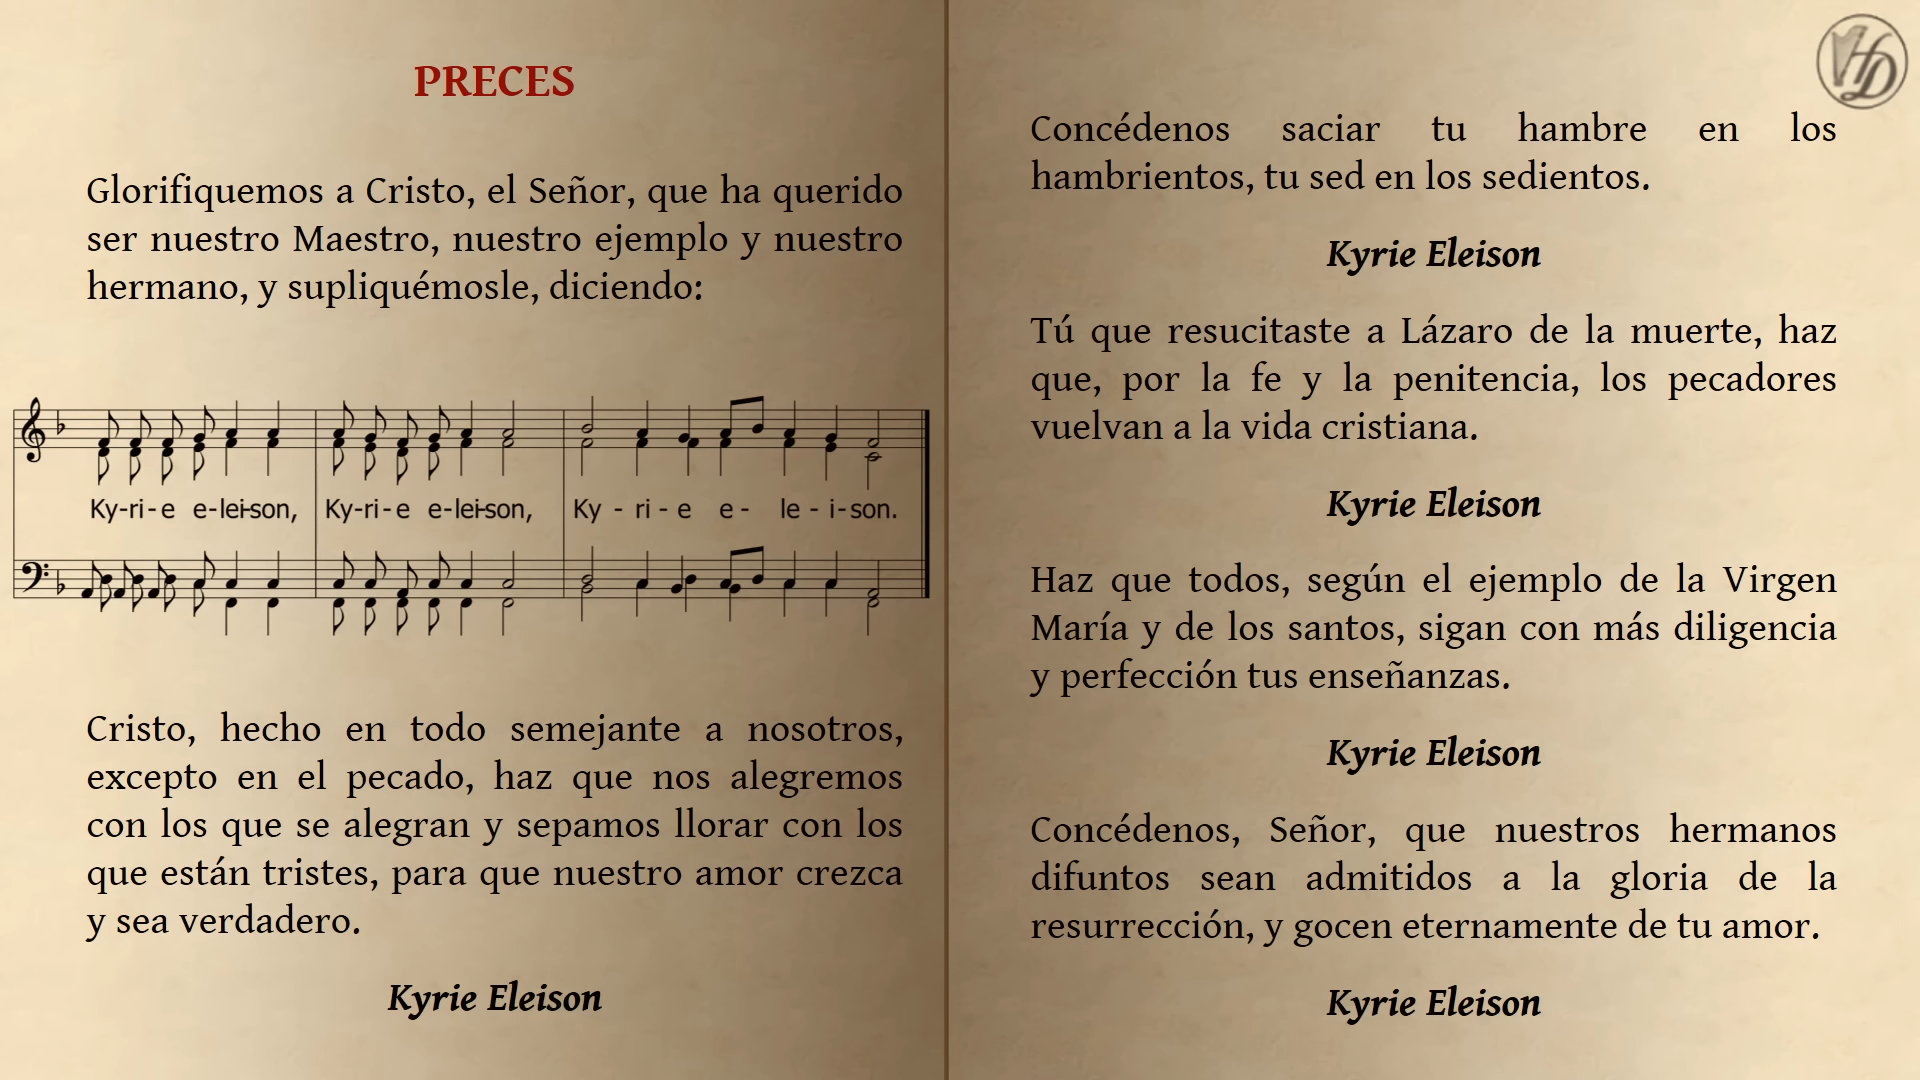 PRECES
Glorifiquemos a Cristo, el Señor, que ha querido
ser nuestro Maestro, nuestro ejemplo y nuestro
hermano, y supliquémosle, diciendo:
Ky-ri-e e-lei-son, Ky-ri-e e-lei-son, Ky - ri - e e - le - i - son.
Cristo, hecho en todo semejante a nosotros,
excepto en el pecado, haz que nos alegremos
con los que se alegran y sepamos llorar con los
que están tristes, para que nuestro amor crezca
y sea verdadero.
Kyrie Eleison
HD
Concédenos saciar tu hambre en los
hambrientos, tu sed en los sedientos.
Kyrie Eleison
Tú que resucitaste a Lázaro de la muerte, haz
que, por la fe y la penitencia, los pecadores
vuelvan a la vida cristiana.
Kyrie Eleison
Haz que todos, según el ejemplo de la Virgen
María y de los santos, sigan con más diligencia
y perfección tus enseñanzas.
Kyrie Eleison
Concédenos, Señor, que nuestros hermanos
difuntos sean admitidos a la gloria de la
resurrección, y gocen eternamente de tu amor.
Kyrie Eleison